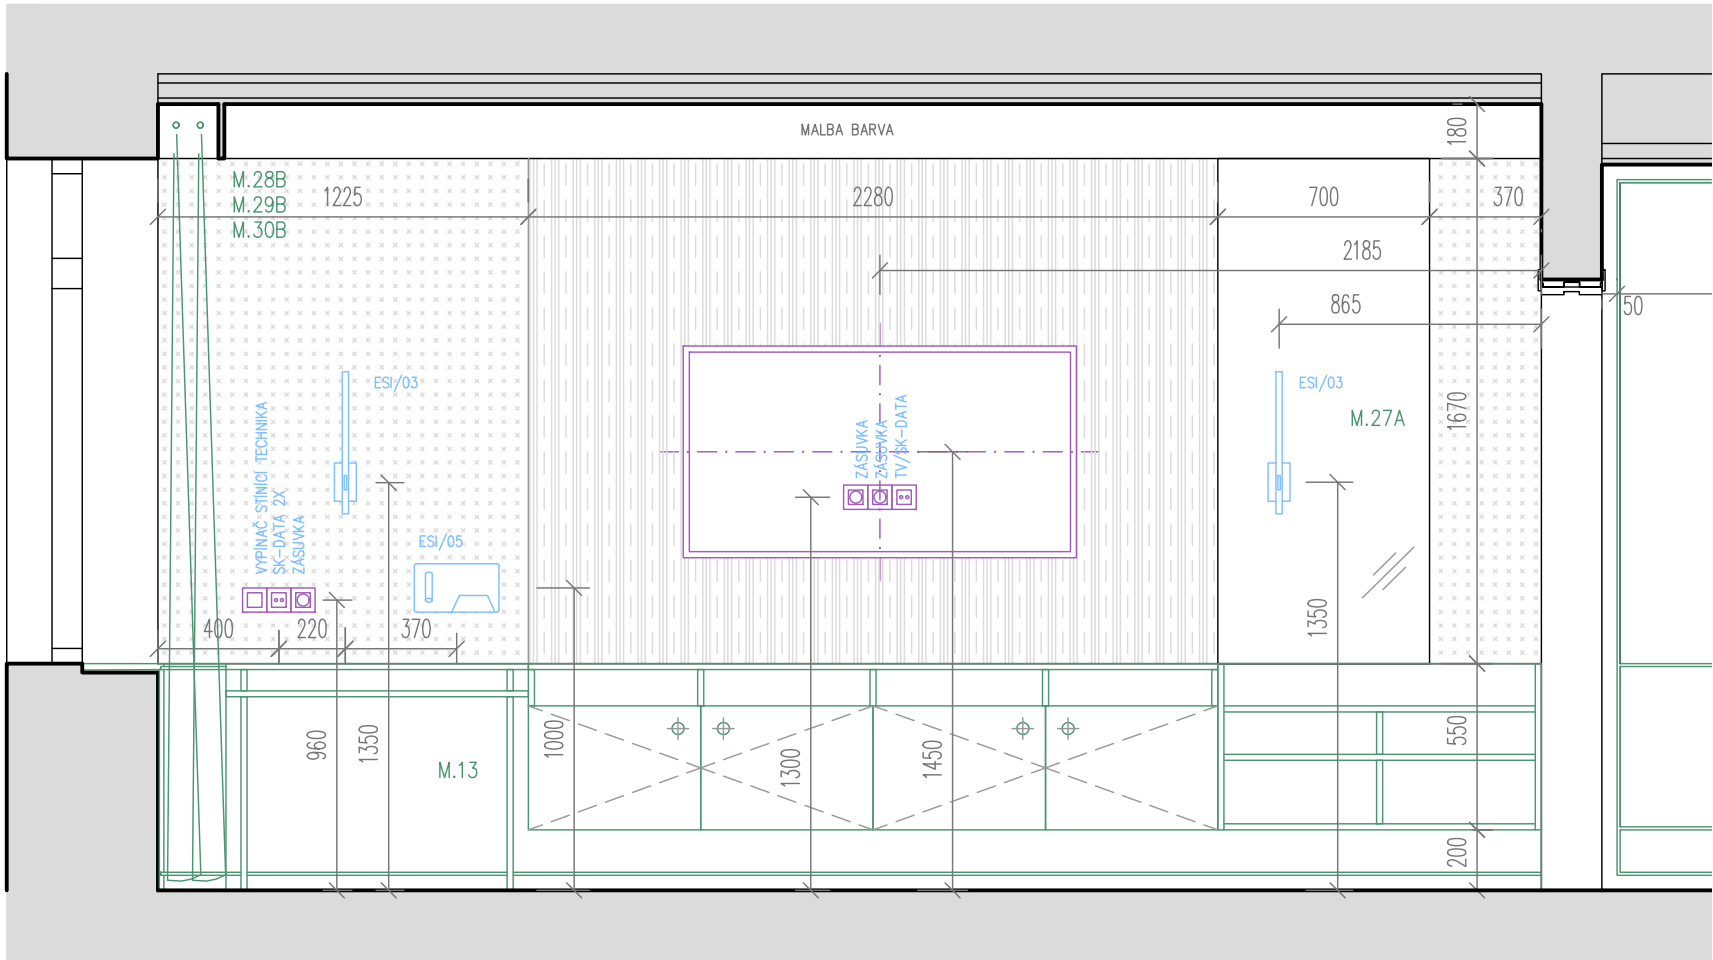 MALBA BARVA
180
M.28B
M.29B
M.30B
1225
2280
700
370
2185
865
50
ESI/03
ESI/03
M.27A
1670
VYPÍNAČ STÍNÍCÍ TECHNIKA
SK-DATA 2X
ZÁSUVKA
ZÁSUVKA
ZÁSUVKA
TV/SK-DATA
ESI/05
400
220
370
1350
960
1350
1000
1300
1450
550
M.13
200